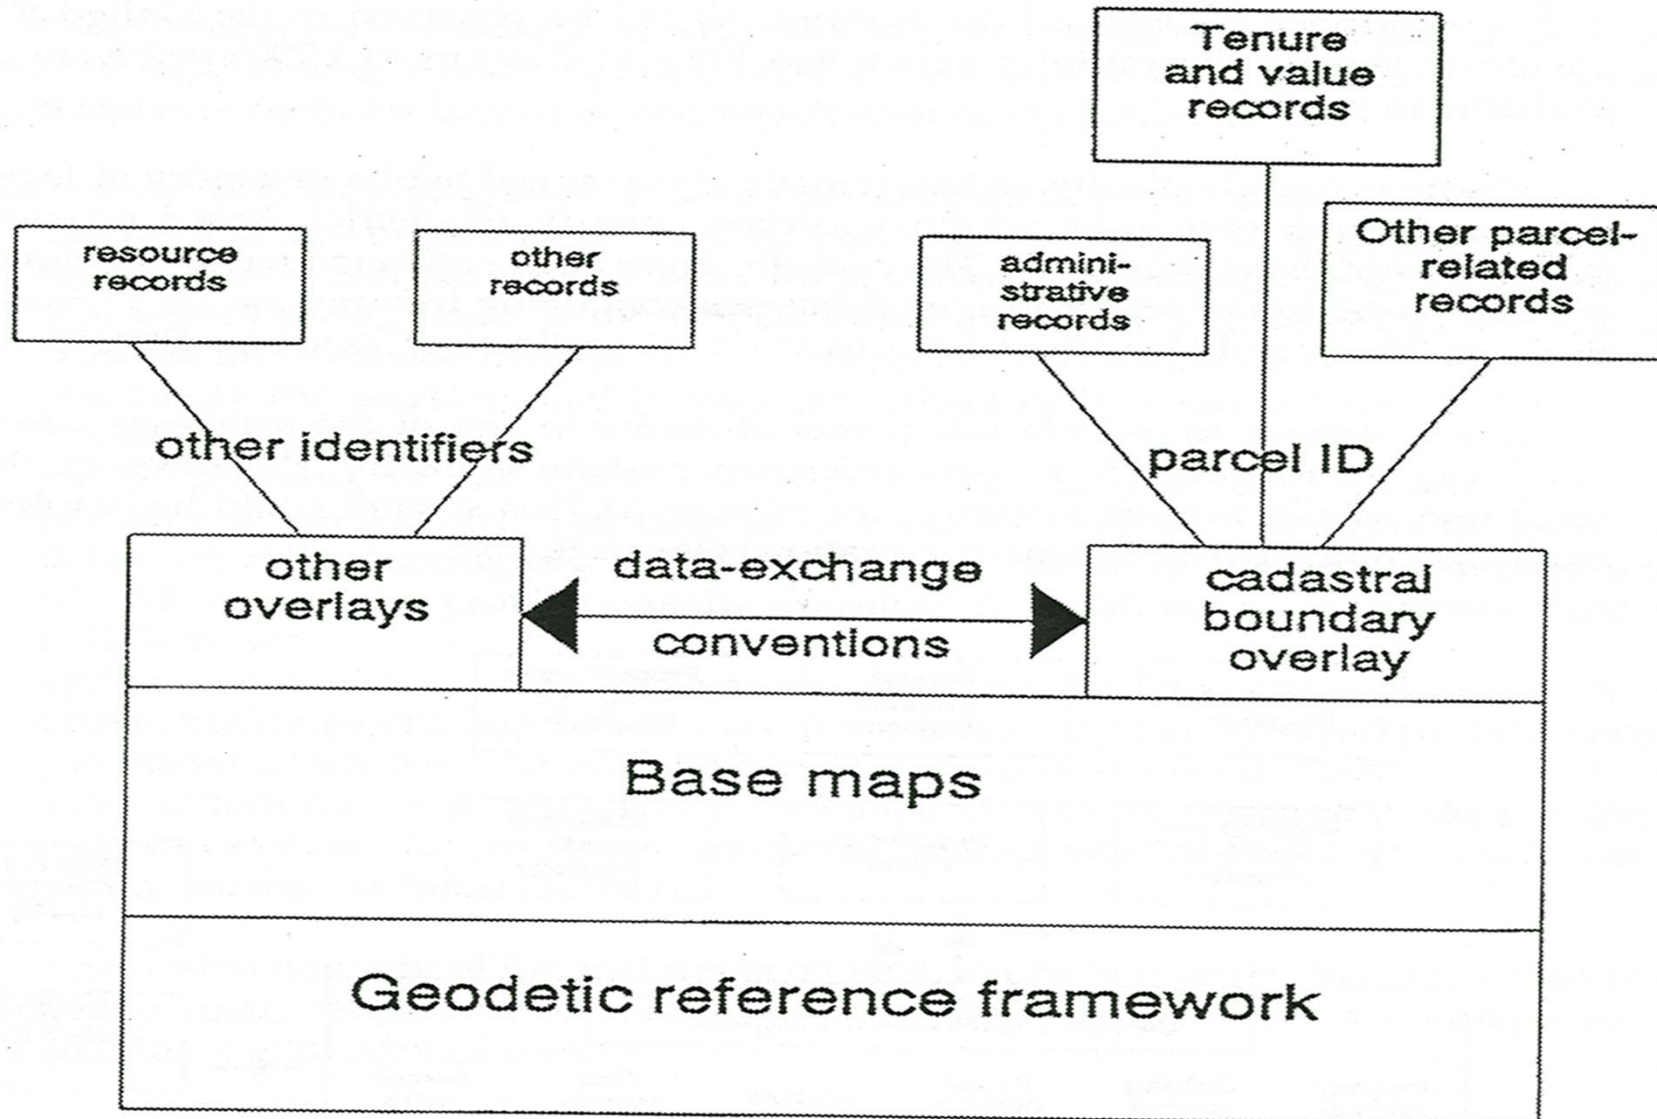 Tenure
and value
records
resource
records
other
records
admini-
strative
records
Other parcel-
related
records
other identifiers
parcel ID
other
overlays
data-exchange
conventions
cadastral
boundary
overlay
Base maps
Geodetic reference framework